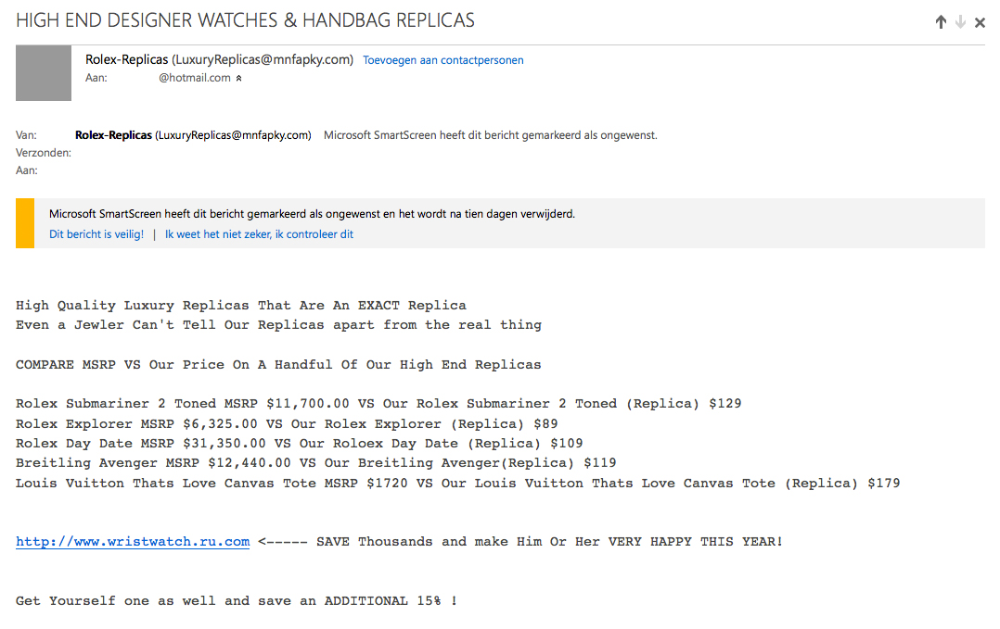 HIGH END DESIGNER WATCHES & HANDBAG REPLICAS
Rolex-Replicas (LuxuryReplicas@mnfapky.com) Toevoegen aan contactpersonen
Aan: @hotmail.com
Van: Rolex-Replicas (LuxuryReplicas@mnfapky.com) Microsoft SmartScreen heeft dit bericht gemarkeerd als ongewenst.
Verzonden:
Aan:
Microsoft SmartScreen heeft dit bericht gemarkeerd als ongewenst en het wordt na tien dagen verwijderd.
Dit bericht is veilig! | Ik weet het niet zeker, ik controleer dit
High Quality Luxury Replicas That Are An EXACT Replica
Even a Jewler Can't Tell Our Replicas apart from the real thing
COMPARE MSRP VS Our Price On A Handful Of Our High End Replicas
Rolex Submariner 2 Toned MSRP $11,700.00 VS Our Rolex Submariner 2 Toned (Replica) $129
Rolex Explorer MSRP $6,325.00 VS Our Rolex Explorer (Replica) $89
Rolex Day Date MSRP $31,350.00 VS Our Roloex Day Date (Replica) $109
Breitling Avenger MSRP $12,440.00 VS Our Breitling Avenger(Replica) $119
Louis Vuitton Thats Love Canvas Tote MSRP $1720 VS Our Louis Vuitton Thats Love Canvas Tote (Replica) $179
http://www.wristwatch.ru.com <----- SAVE Thousands and make Him Or Her VERY HAPPY THIS YEAR!
Get Yourself one as well and save an ADDITIONAL 15% !